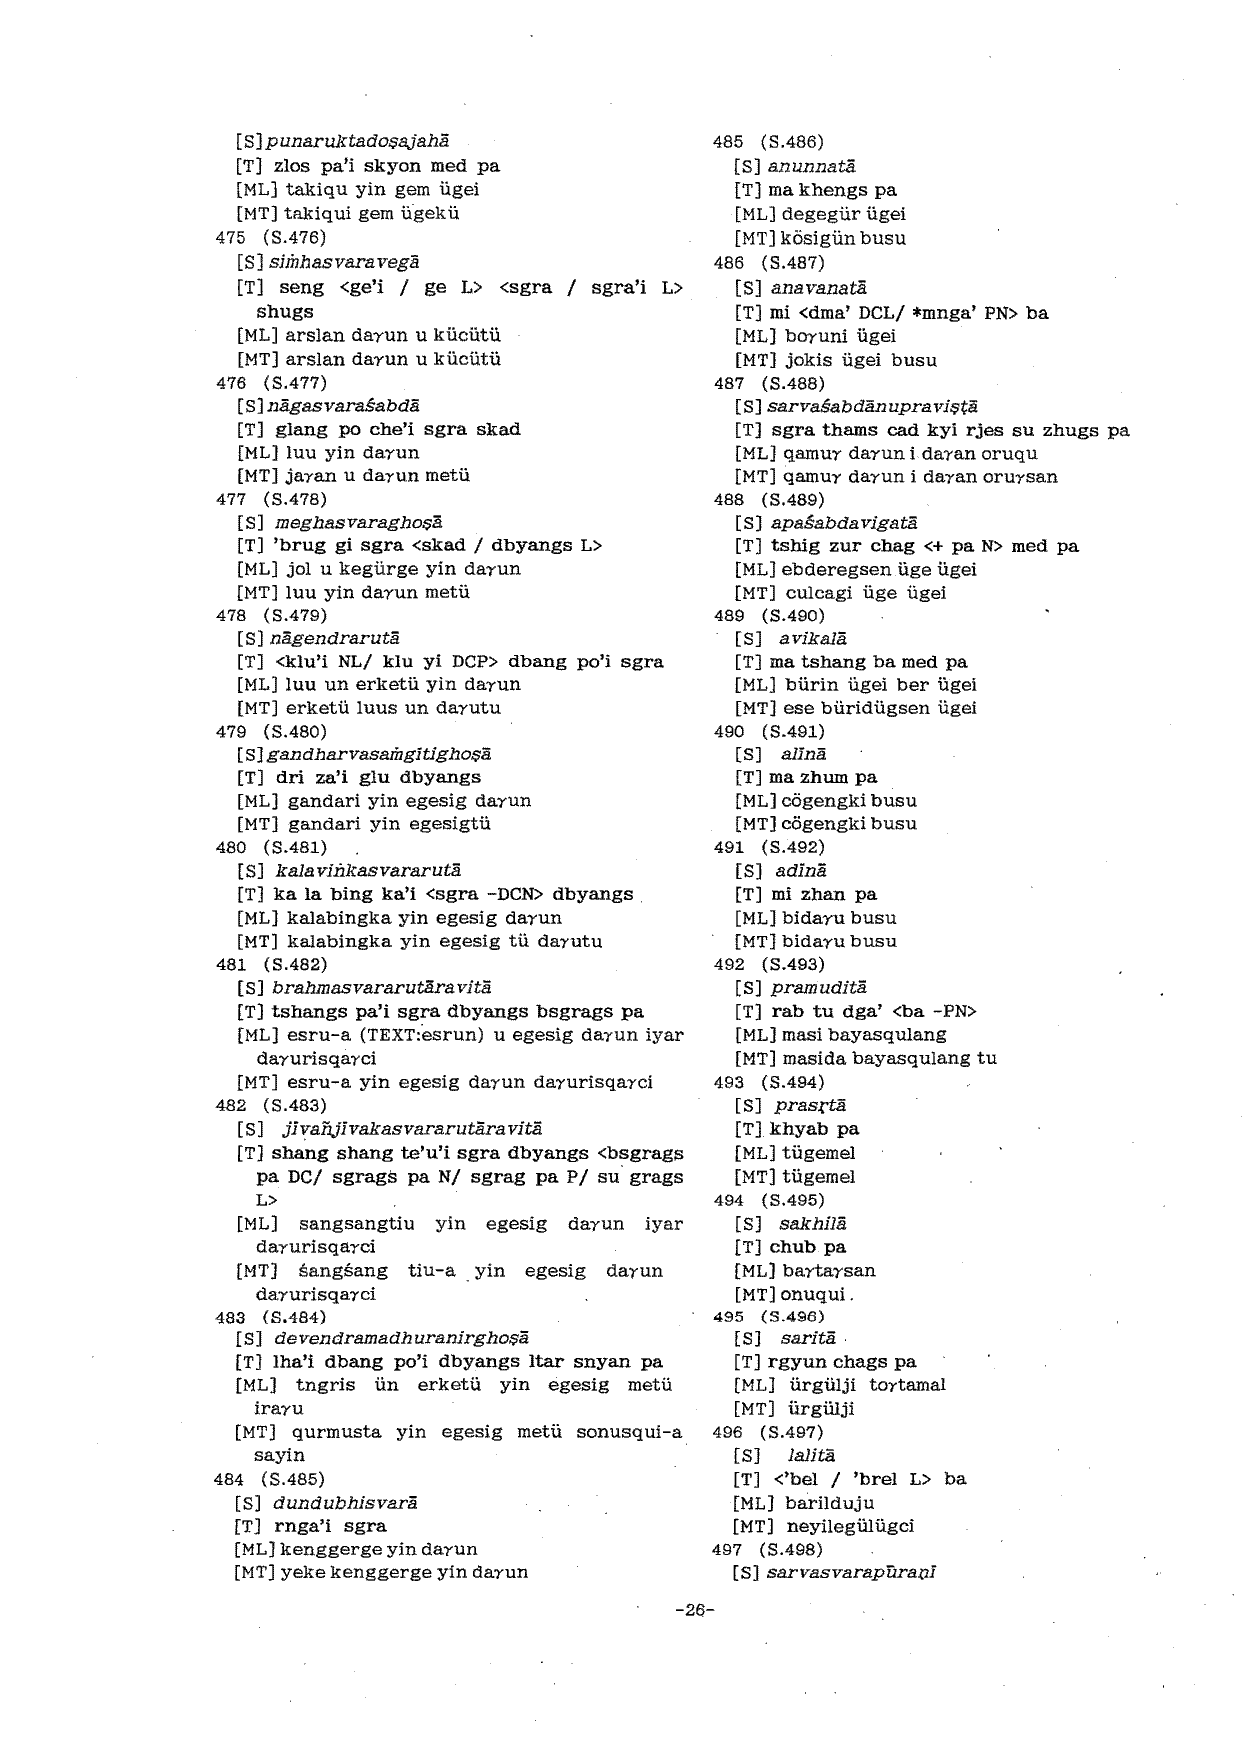 [S] punaruktadoṣajahā
[T] zlos pa'i skyon med pa
[ML] takiqu yin gem ügei
[MT] takiqui gem ügekü
475 (S.476)
[S] siṁhasvaravegā
[T] seng <ge'i / ge L> <sgra / sgra'i L>
shugs
[ML] arslan daγun u kücütü
[MT] arslan daγun u kücütü
476 (S.477)
[S] nāgasvaraśabdā
[T] glang po che'i sgra skad
[ML] luu yin daγun
[MT] jaγan u daγun metü
477 (S.478)
[S] meghasvaraghoṣā
[T] 'brug gi sgra <skad / dbyangs L>
[ML] jol u kegürge yin daγun
[MT] luu yin daγun metü
478 (S.479)
[S] nāgendrarutā
[T] <klu'i NL/ klu yi DCP> dbang po'i sgra
[ML] luu un erketü yin daγun
[MT] erketü luus un daγutu
479 (S.480)
[S] gandharvasaṁgītighoṣā
[T] dri za'i glu dbyangs
[ML] gandari yin egesig daγun
[MT] gandari yin egesigtü
480 (S.481)
[S] kalaviṅkasvararutā
[T] ka la bing ka'i <sgra -DCN> dbyangs
[ML] kalabingka yin egesig daγun
[MT] kalabingka yin egesig tü daγutu
481 (S.482)
[S] brahmasvararutāravitā
[T] tshangs pa'i sgra dbyangs bsgrags pa
[ML] esru-a (TEXT:esrun) u egesig daγun iyar
daγurisqaγci
[MT] esru-a yin egesig daγun daγurisqaγci
482 (S.483)
[S] jīvañjīvakasvararutāravitā
[T] shang shang te'u'i sgra dbyangs <bsgrags
pa DC/ sgrags pa N/ sgrag pa P/ su grags
L>
[ML] sangsangtiu yin egesig daγun iyar
daγurisqaγci
[MT] śangśang tiu-a yin egesig daγun
daγurisqaγci
483 (S.484)
[S] devendramadhuranirghoṣā
[T] lha'i dbang po'i dbyangs ltar snyan pa
[ML] tngris ün erketü yin egesig metü
iraγu
[MT] qurmusta yin egesig metü sonusqui-a
sayin
484 (S.485)
[S] dundubhisvarā
[T] rnga'i sgra
[ML] kenggerge yin daγun
[MT] yeke kenggerge yin daγun
485 (S.486)
[S] anunnatā
[T] ma khengs pa
[ML] degegür ügei
[MT] kösigün busu
486 (S.487)
[S] anavanatā
[T] mi <dma' DCL/ *mnga' PN> ba
[ML] boγuni ügei
[MT] jokis ügei busu
487 (S.488)
[S] sarvaśabdānupraviṣṭā
[T] sgra thams cad kyi rjes su zhugs pa
[ML] qamuγ daγun i daγan oruqu
[MT] qamuγ daγun i daγan oruγsan
488 (S.489)
[S] apaśabdavigatā
[T] tshig zur chag <+ pa N> med pa
[ML] ebderegsen üge ügei
[MT] culcagi üge ügei
489 (S.490)
[S] avikalā
[T] ma tshang ba med pa
[ML] bürin ügei ber ügei
[MT] ese büridügsen ügei
490 (S.491)
[S] alīnā
[T] ma zhum pa
[ML] cögengki busu
[MT] cögengki busu
491 (S.492)
[S] adīnā
[T] mi zhan pa
[ML] bidaγu busu
[MT] bidaγu busu
492 (S.493)
[S] pramuditā
[T] rab tu dga' <ba -PN>
[ML] masi bayasqulang
[MT] masida bayasqulang tu
493 (S.494)
[S] prasṛtā
[T] khyab pa
[ML] tügemel
[MT] tügemel
494 (S.495)
[S] sakhilā
[T] chub pa
[ML] baγtaγsan
[MT] onuqui
495 (S.496)
[S] saritā
[T] rgyun chags pa
[ML] ürgülji toγtamal
[MT] ürgülji
496 (S.497)
[S] lalitā
[T] <'bel / 'brel L> ba
[ML] barilduju
[MT] neyilegülügci
497 (S.498)
[S] sarvasvarapūraṇī
-26-